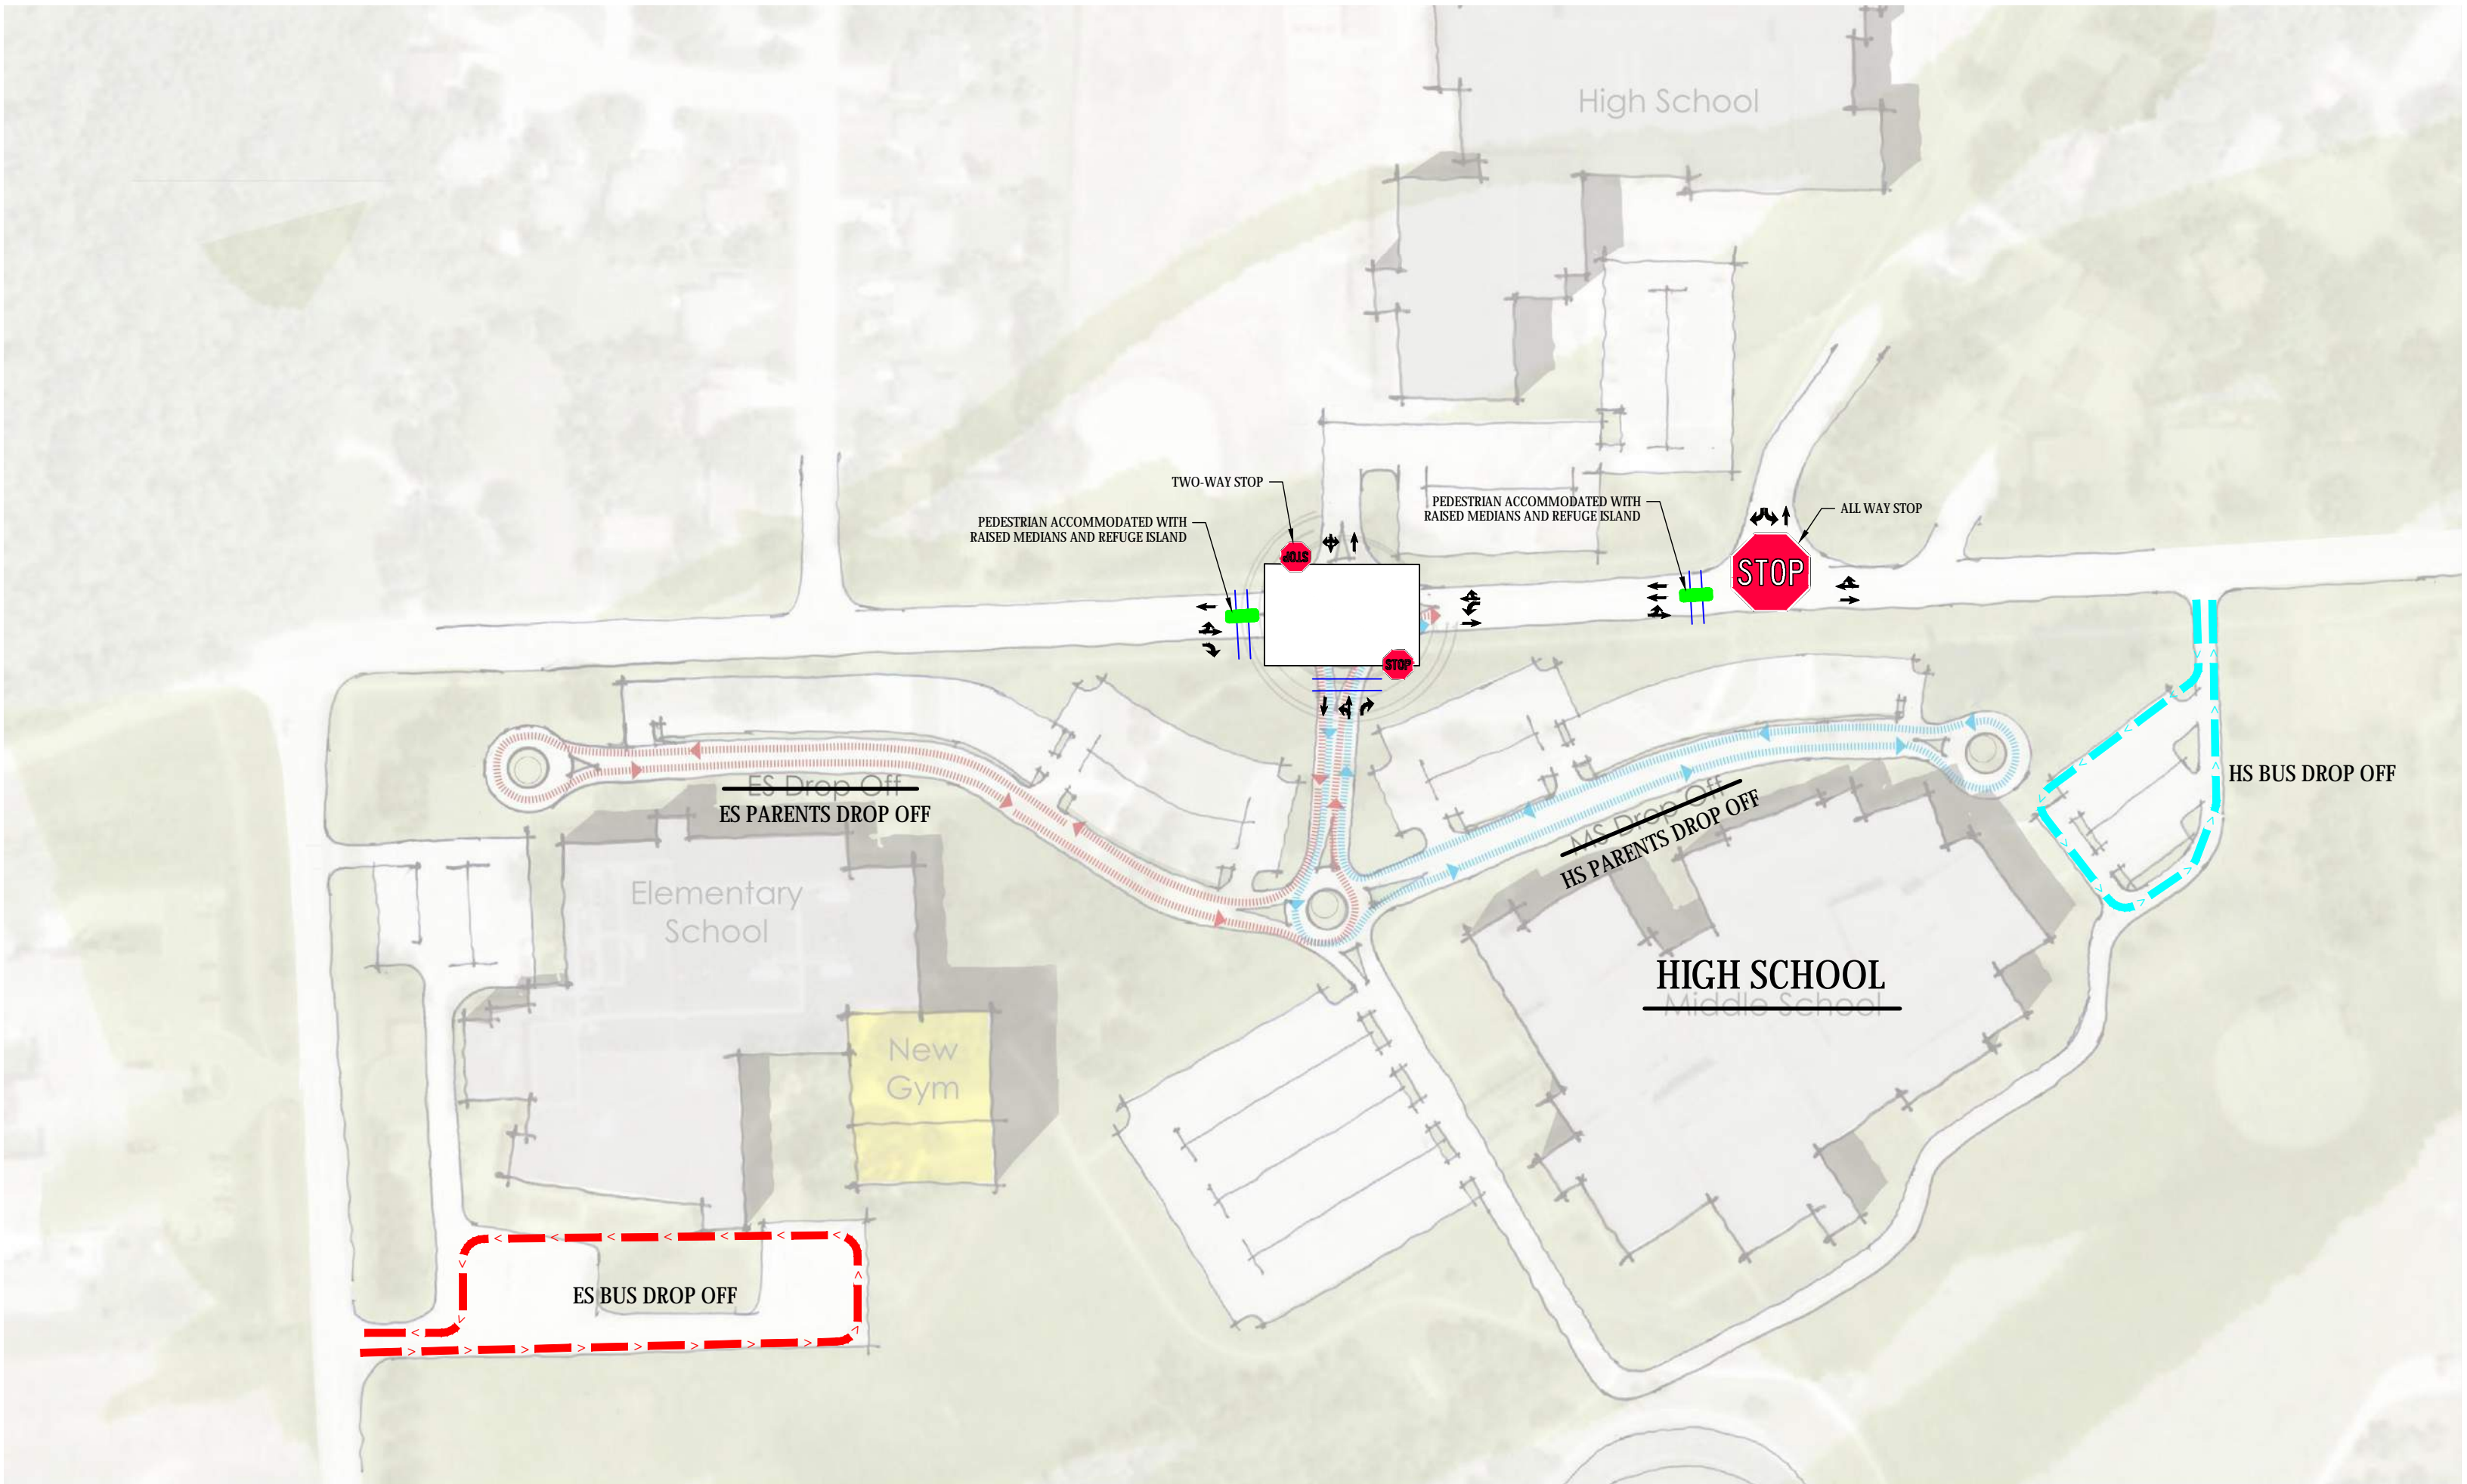 High School
TWO-WAY STOP
PEDESTRIAN ACCOMMODATED WITH
RAISED MEDIANS AND REFUGE ISLAND
PEDESTRIAN ACCOMMODATED WITH
RAISED MEDIANS AND REFUGE ISLAND
ALL WAY STOP
STOP
STOP
STOP
ES Drop Off
ES PARENTS DROP OFF
MS Drop Off
HS PARENTS DROP OFF
HS BUS DROP OFF
Elementary
School
HIGH SCHOOL
Middle School
New
Gym
ES BUS DROP OFF